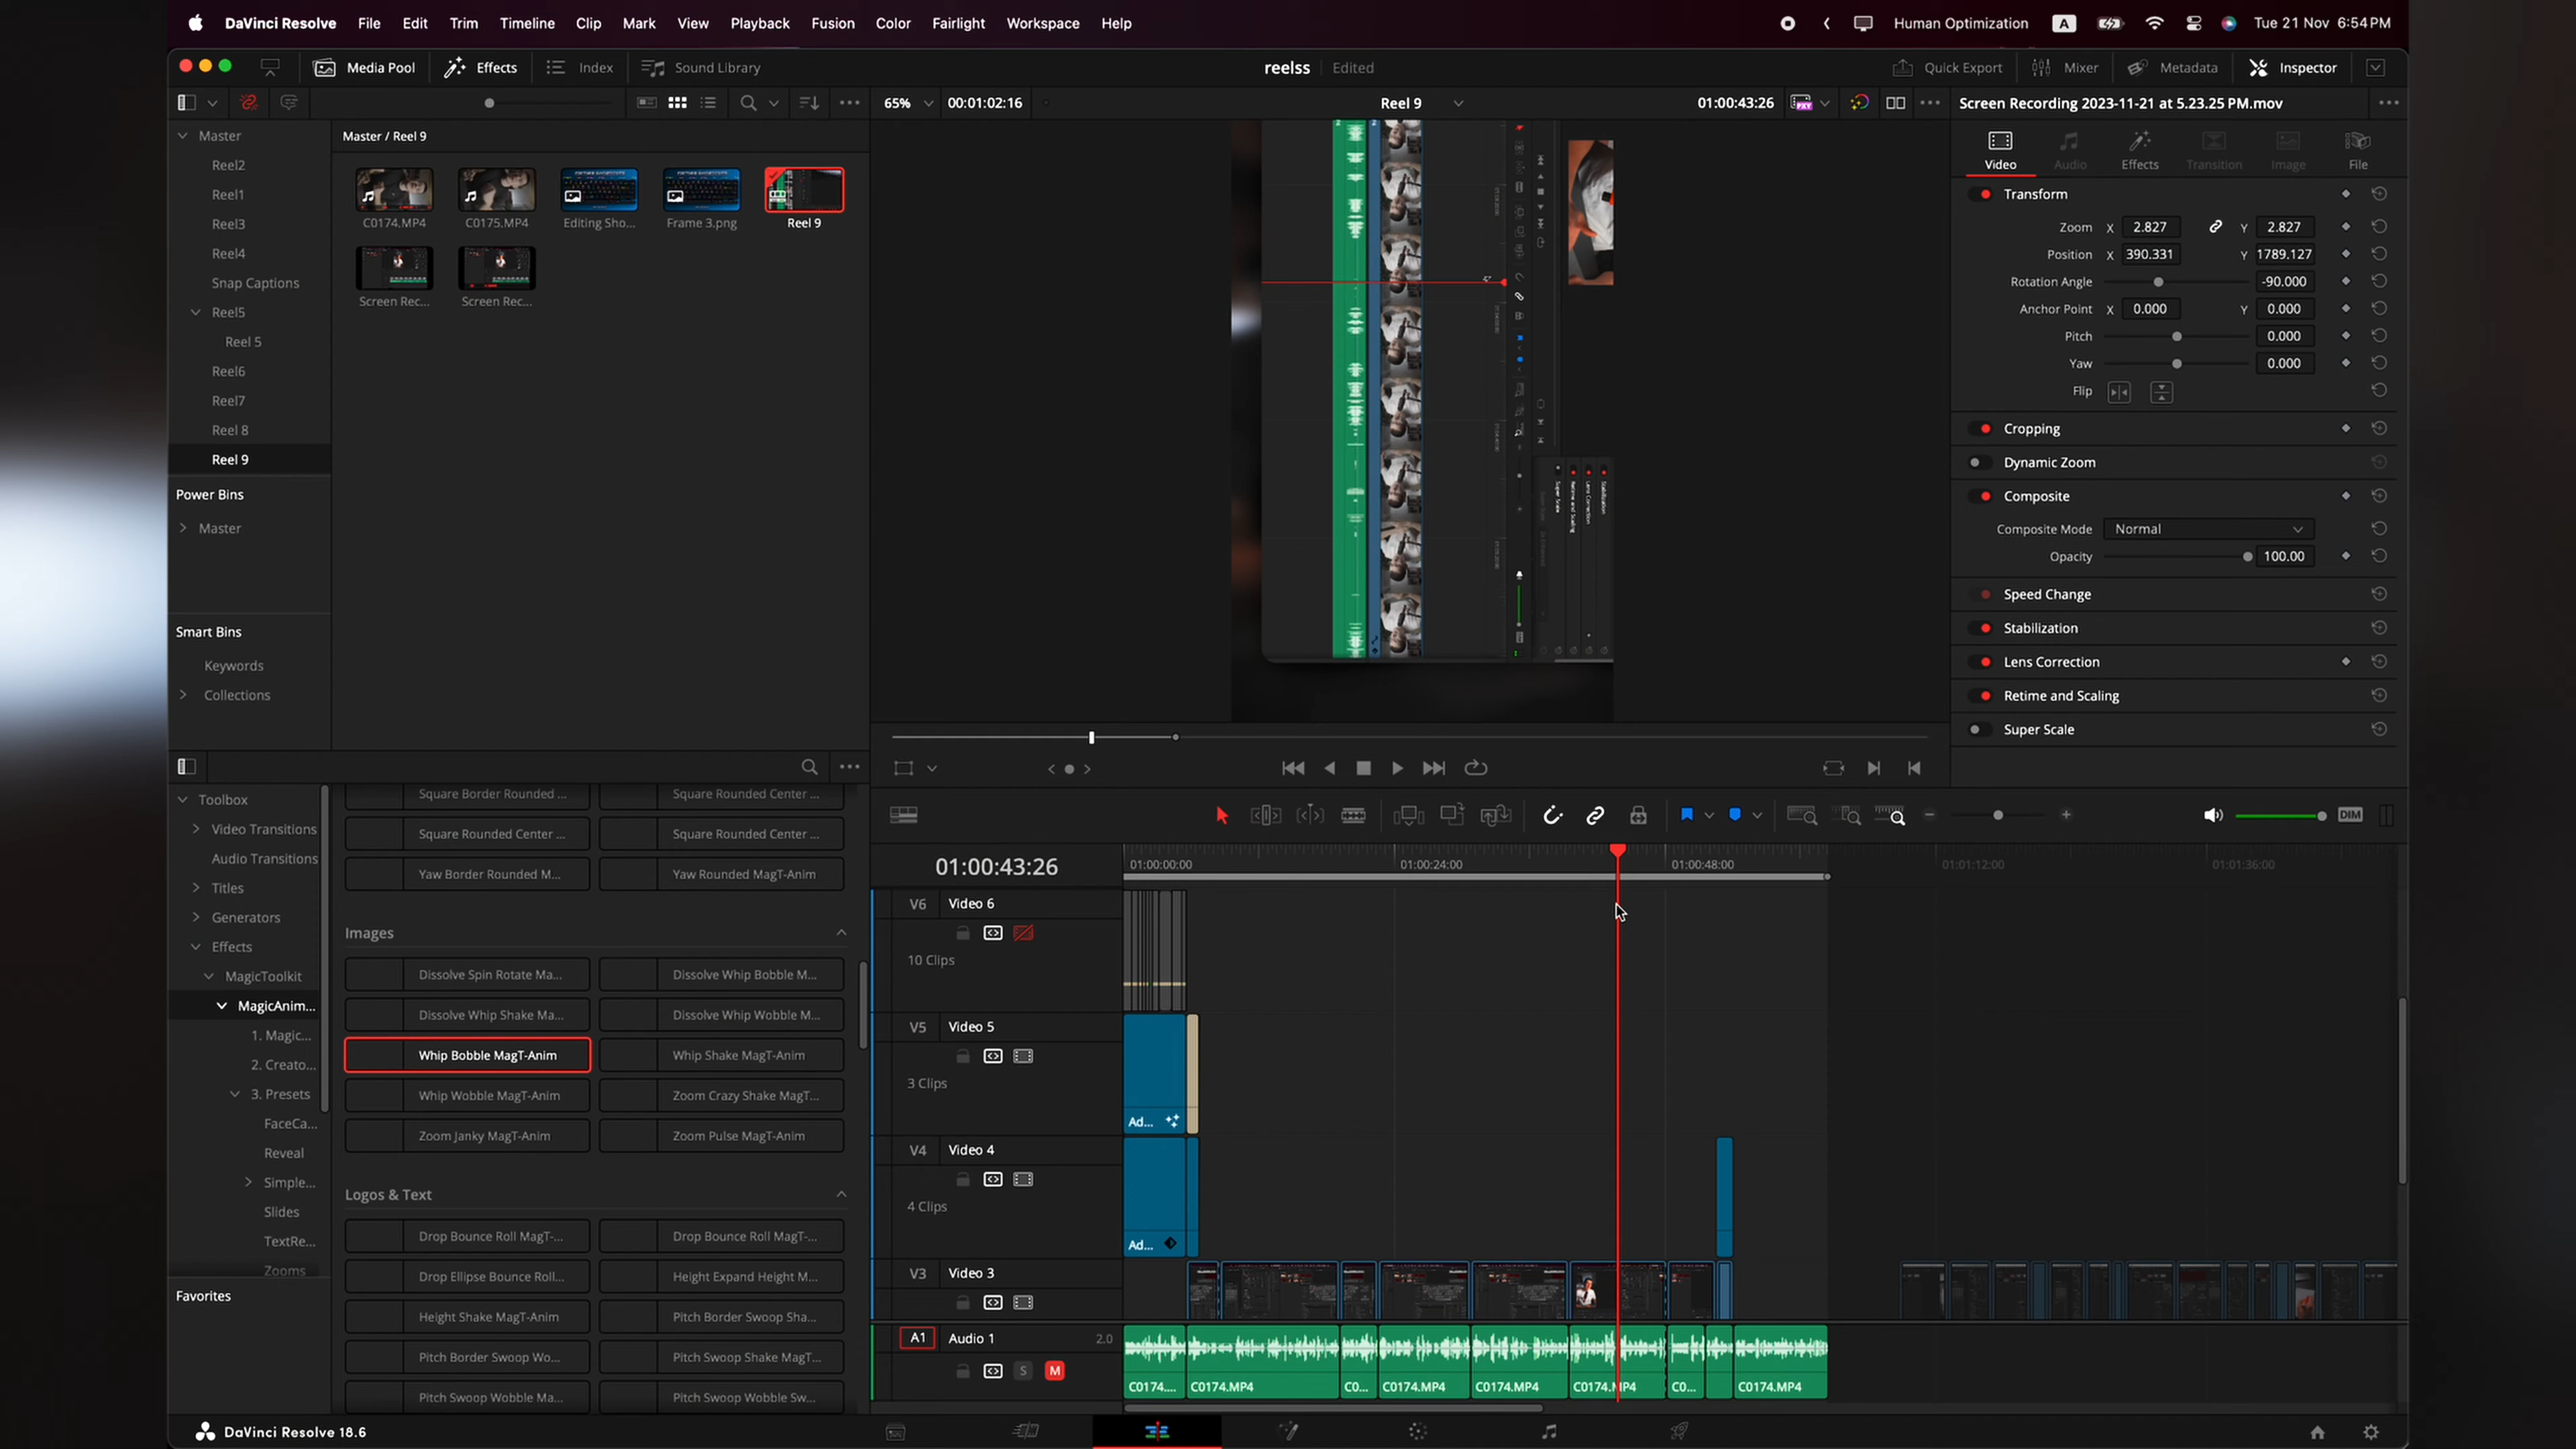 DaVinci Resolve File Edit Trim Timeline Clip Mark View Playback Fusion Color Fairlight Workspace Help
Human Optimization A Tue 21 Nov 6:54PM
Media Pool Effects Index Sound Library
reelss Edited
Quick Export Mixer Metadata Inspector
65% 00:01:02:16 Reel 9 01:00:43:26 PXY
Screen Recording 2023-11-21 at 5.23.25 PM.mov
Master
Reel2
Reel1
Reel3
Reel4
Snap Captions
Reel5
Reel 5
Reel6
Reel7
Reel 8
Reel 9
Power Bins
Master
Smart Bins
Keywords
Collections
Master / Reel 9
C0174.MP4 C0175.MP4 Editing Sho... Frame 3.png Reel 9
Screen Rec... Screen Rec...
Stabilization
Lens Correction
Retime and Scaling
Super Scale
Video Audio Effects Transition Image File
Transform
Zoom X 2.827 Y 2.827
Position X 390.331 Y 1789.127
Rotation Angle -90.000
Anchor Point X 0.000 Y 0.000
Pitch 0.000
Yaw 0.000
Flip
Cropping
Dynamic Zoom
Composite
Composite Mode Normal
Opacity 100.00
Speed Change
Stabilization
Lens Correction
Retime and Scaling
Super Scale
Toolbox
Video Transitions
Audio Transitions
Titles
Generators
Effects
MagicToolkit
MagicAnim...
1. Magic...
2. Creato...
3. Presets
FaceCa...
Reveal
Simple...
Slides
TextRe...
Zooms
Favorites
Square Border Rounded ... Square Rounded Center ...
Square Rounded Center ... Square Rounded Center ...
Yaw Border Rounded M... Yaw Rounded MagT-Anim
Images
Dissolve Spin Rotate Ma... Dissolve Whip Bobble M...
Dissolve Whip Shake Ma... Dissolve Whip Wobble M...
Whip Bobble MagT-Anim Whip Shake MagT-Anim
Whip Wobble MagT-Anim Zoom Crazy Shake MagT...
Zoom Janky MagT-Anim Zoom Pulse MagT-Anim
Logos & Text
Drop Bounce Roll MagT-... Drop Bounce Roll MagT-...
Drop Ellipse Bounce Roll... Height Expand Height M...
Height Shake MagT-Anim Pitch Border Swoop Sha...
Pitch Border Swoop Wo... Pitch Swoop Shake MagT...
Pitch Swoop Wobble Ma... Pitch Swoop Wobble Sw...
DIM
01:00:43:26
01:00:00:00 01:00:24:00 01:00:48:00 01:01:12:00 01:01:36:00
V6 Video 6
10 Clips
V5 Video 5
3 Clips
Ad...
V4 Video 4
4 Clips
Ad...
V3 Video 3
A1 Audio 1 2.0
S M
C0174.... C0174.MP4 C0... C0174.MP4 C0174.MP4 C0174.MP4 C0... C0174.MP4
DaVinci Resolve 18.6